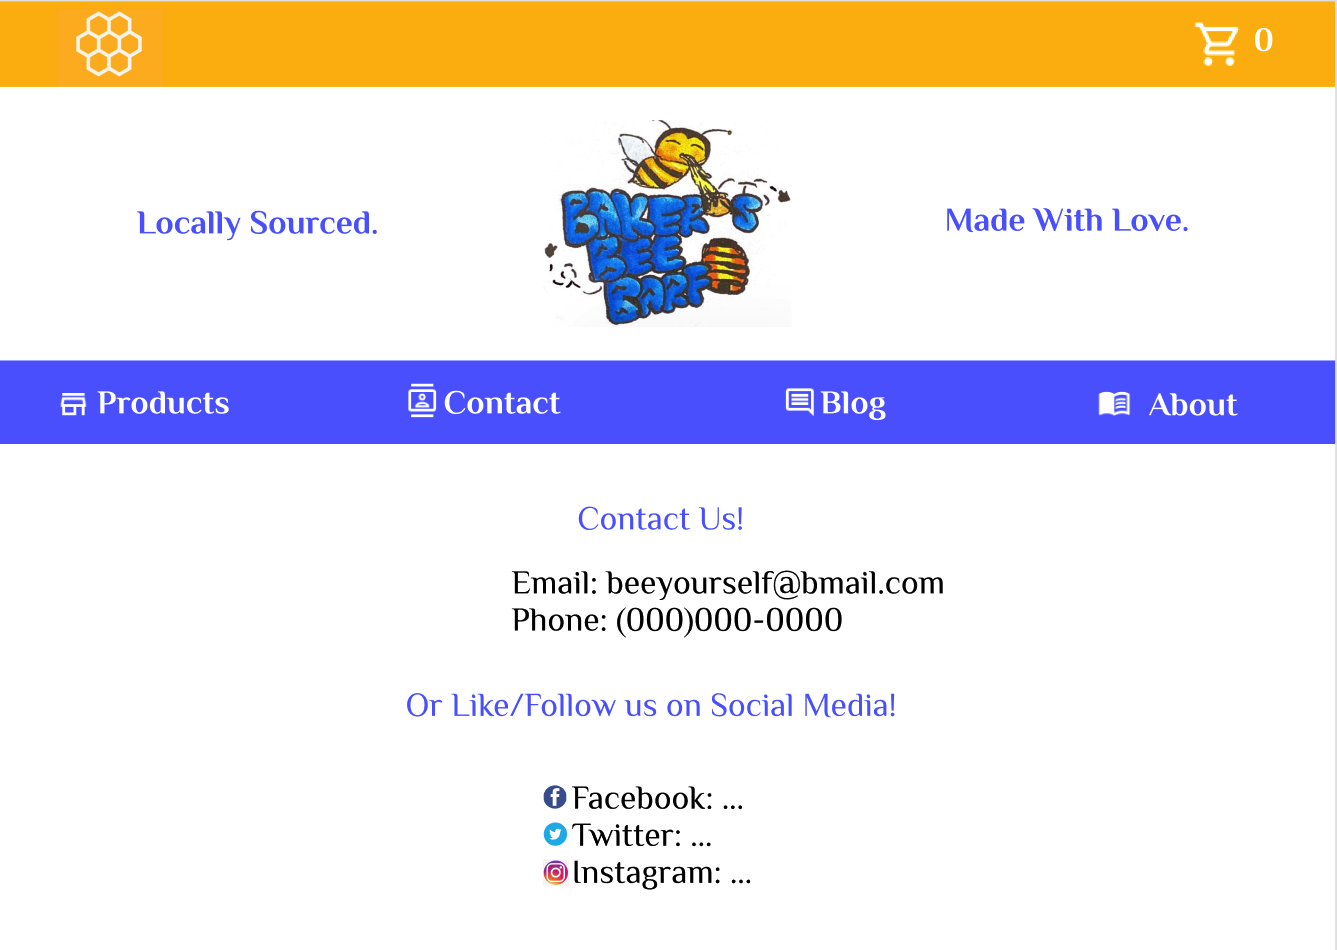 0
Locally Sourced.
BAKER'S
BEE
BARF
Made With Love.
Products
Contact
Blog
About
Contact Us!
Email: beeyourself@bmail.com
Phone: (000)000-0000
Or Like/Follow us on Social Media!
Facebook: ...
Twitter: ...
Instagram: ...